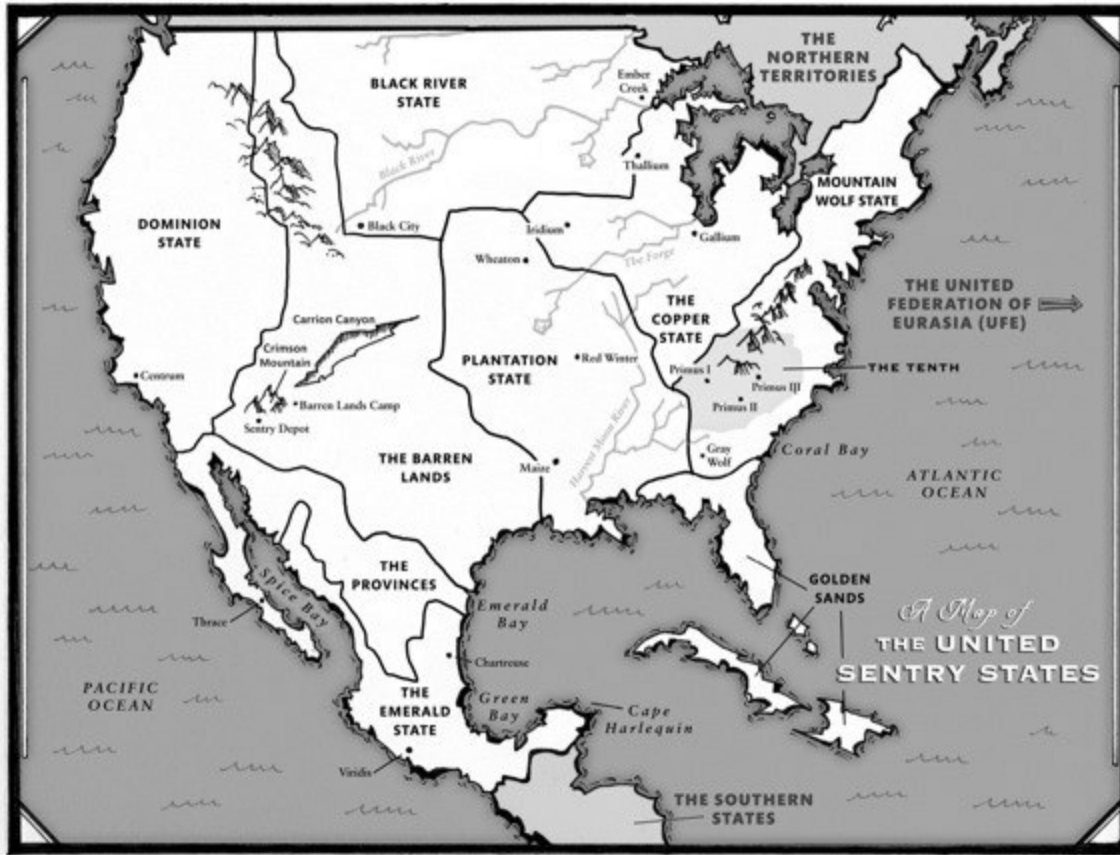 THE
NORTHERN
TERRITORIES
BLACK RIVER
STATE
Ember
Creek
Black River
Thallium
MOUNTAIN
WOLF STATE
DOMINION
STATE
Black City
Iridium
Gallium
Wheaton
The Forge
THE UNITED
FEDERATION OF
EURASIA (UFE)
THE
COPPER
STATE
Carrion Canyon
Crimson
Mountain
PLANTATION
STATE
Red Winter
Primus I
THE TENTH
Primus III
Primus II
Centrum
Barren Lands Camp
Sentry Depot
Harvest Moon River
Gray
Wolf
Coral Bay
THE BARREN
LANDS
Maize
ATLANTIC
OCEAN
THE
PROVINCES
Spice Bay
Thrace
Emerald
Bay
GOLDEN
SANDS
A Map of
THE UNITED
SENTRY STATES
Chartreuse
PACIFIC
OCEAN
THE
EMERALD
STATE
Green
Bay
Cape
Harlequin
Viridis
THE SOUTHERN
STATES